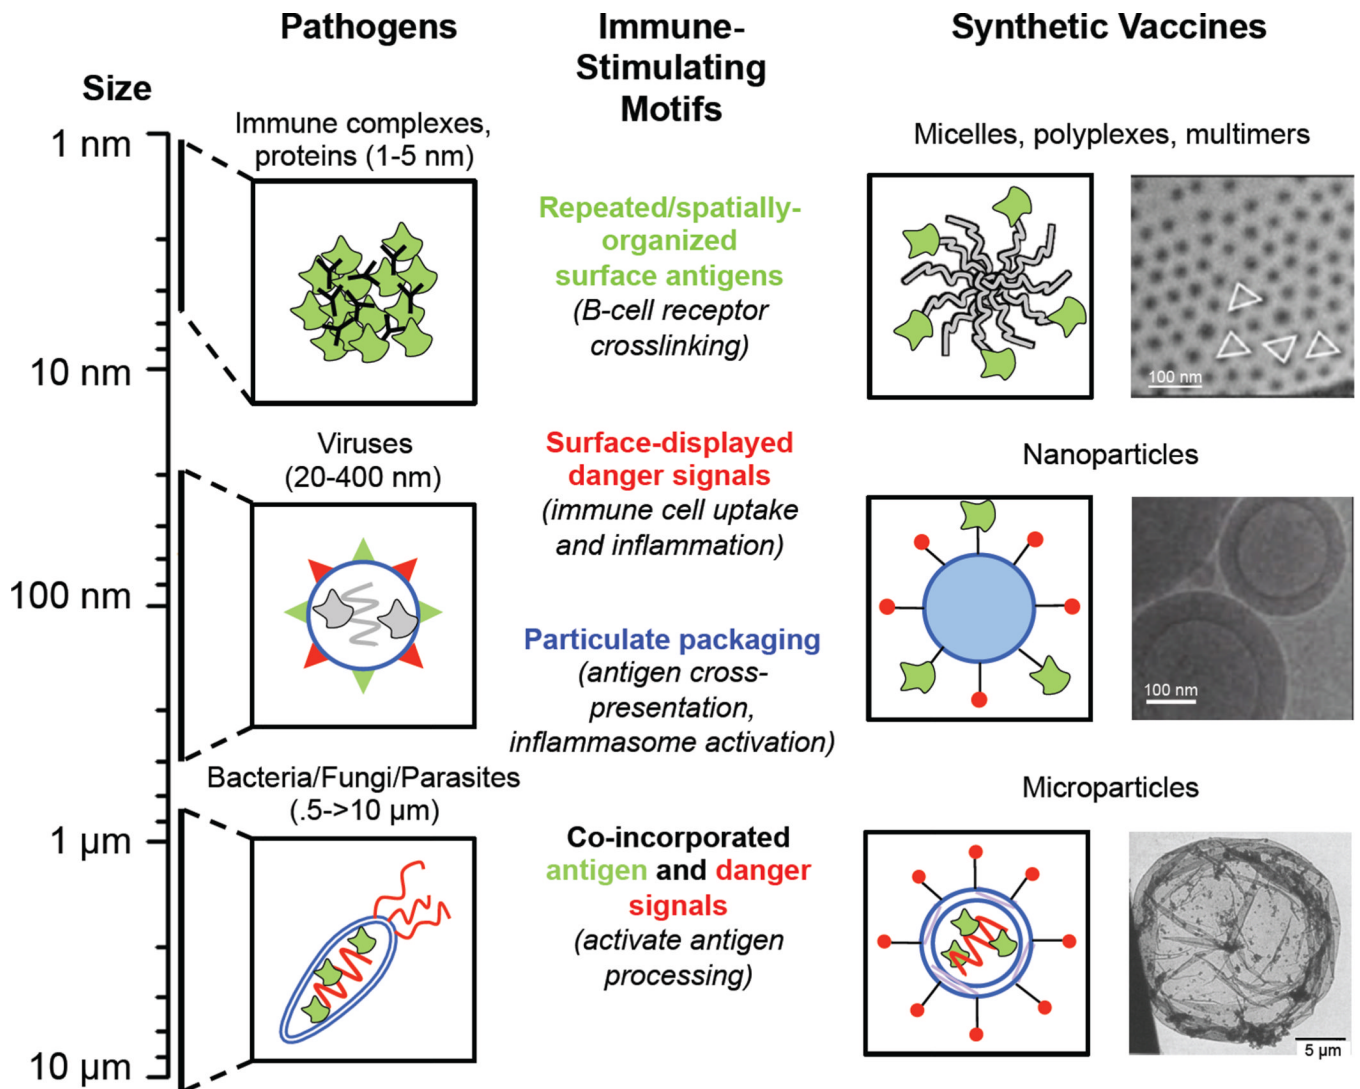 Pathogens
Immune-
Stimulating
Motifs
Synthetic Vaccines
Size
1 nm
10 nm
100 nm
1 µm
10 µm
Immune complexes,
proteins (1-5 nm)
Repeated/spatially-
organized
surface antigens
(B-cell receptor
crosslinking)
Micelles, polyplexes, multimers
100 nm
Viruses
(20-400 nm)
Surface-displayed
danger signals
(immune cell uptake
and inflammation)
Particulate packaging
(antigen cross-
presentation,
inflammasome activation)
Nanoparticles
100 nm
Bacteria/Fungi/Parasites
(.5->10 µm)
Co-incorporated
antigen and danger
signals
(activate antigen
processing)
Microparticles
5 µm